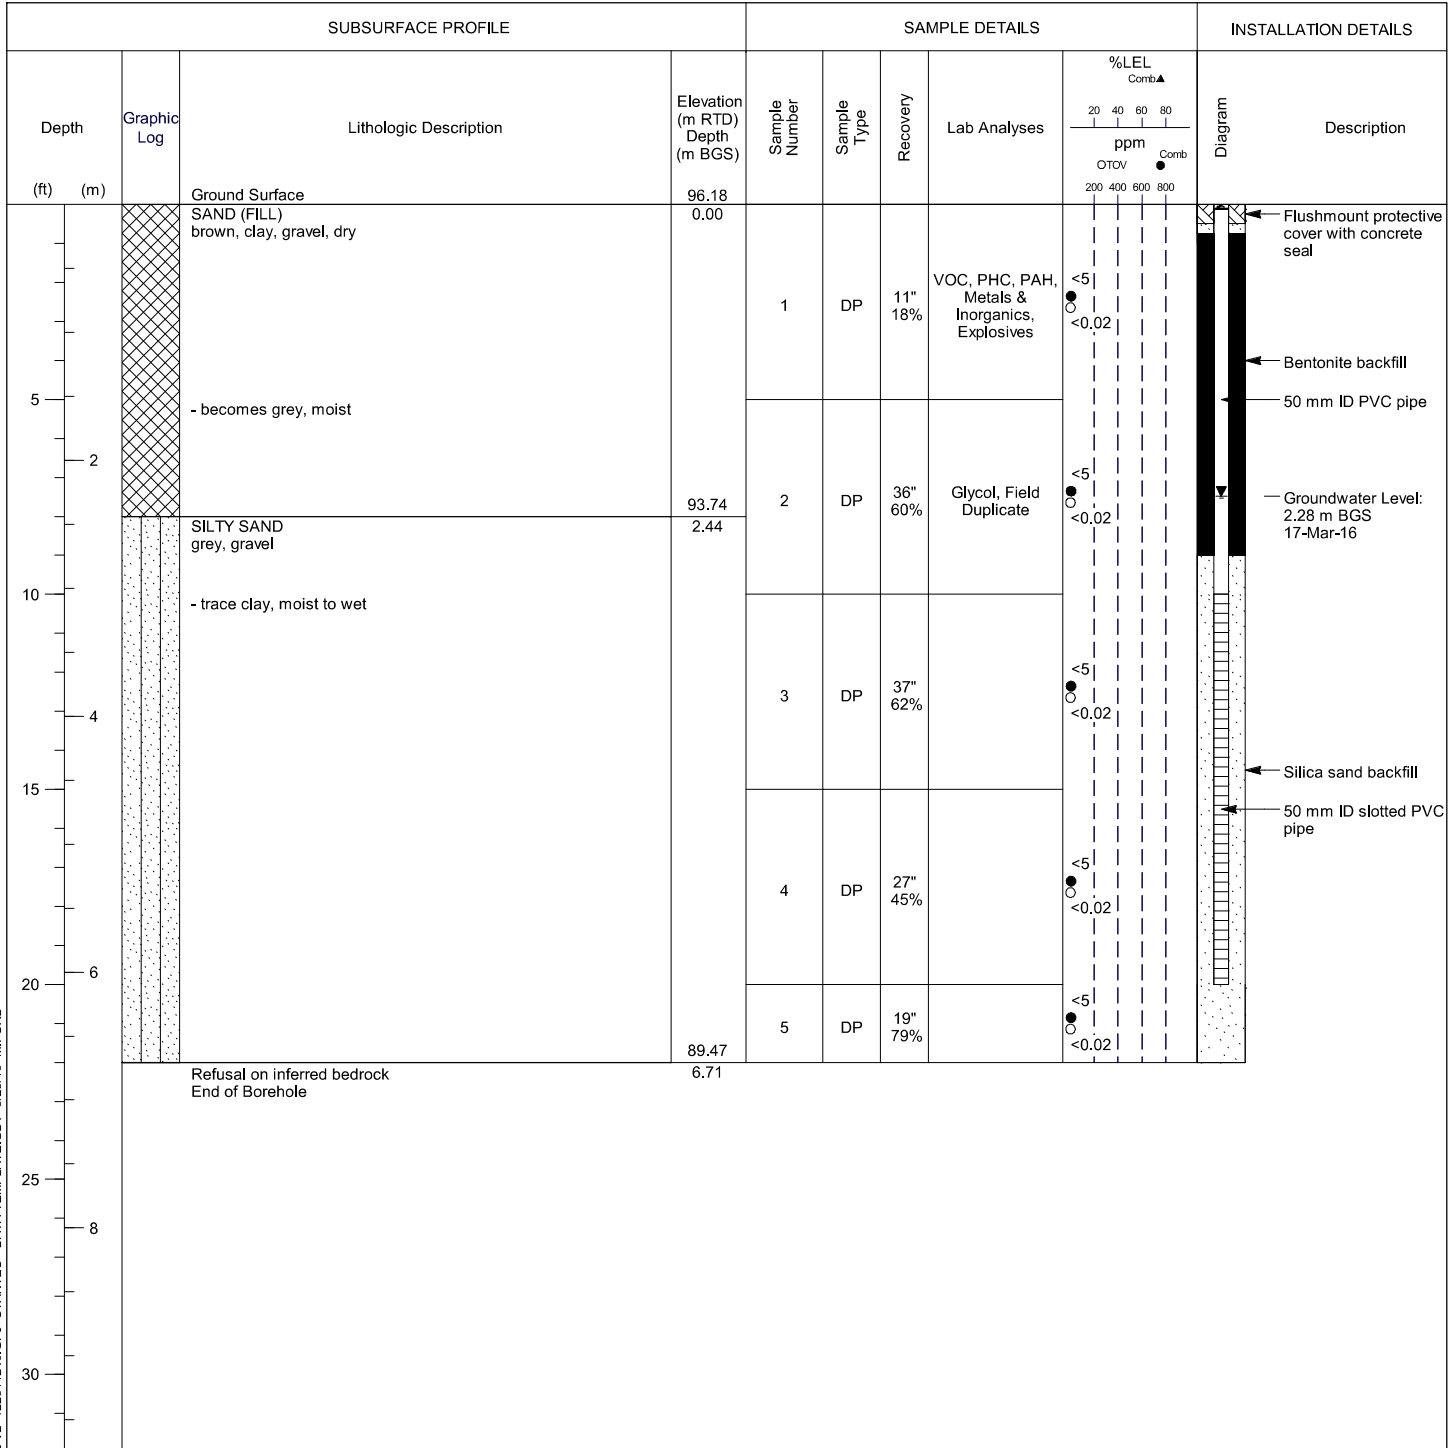 SUBSURFACE PROFILE
SAMPLE DETAILS
INSTALLATION DETAILS
Depth
(ft) (m)
Graphic
Log
Lithologic Description
Elevation
(m RTD)
Depth
(m BGS)
Sample
Number
Sample
Type
Recovery
Lab Analyses
%LEL
Comb▲
20 40 60 80
ppm
OTOV ● Comb
200 400 600 800
Diagram
Description
Ground Surface
96.18
SAND (FILL)
0.00
brown, clay, gravel, dry
Flushmount protective
cover with concrete
seal
1
DP
11"
18%
VOC, PHC, PAH,
Metals &
Inorganics,
Explosives
<5
<0.02
Bentonite backfill
5
- becomes grey, moist
50 mm ID PVC pipe
2
93.74
2
DP
36"
60%
Glycol, Field
Duplicate
<5
<0.02
Groundwater Level:
2.28 m BGS
17-Mar-16
SILTY SAND
2.44
grey, gravel
10
- trace clay, moist to wet
3
DP
37"
62%
<5
<0.02
4
15
Silica sand backfill
50 mm ID slotted PVC
pipe
4
DP
27"
45%
<5
<0.02
6
20
5
DP
19"
79%
<5
<0.02
89.47
Refusal on inferred bedrock
6.71
End of Borehole
25
8
30